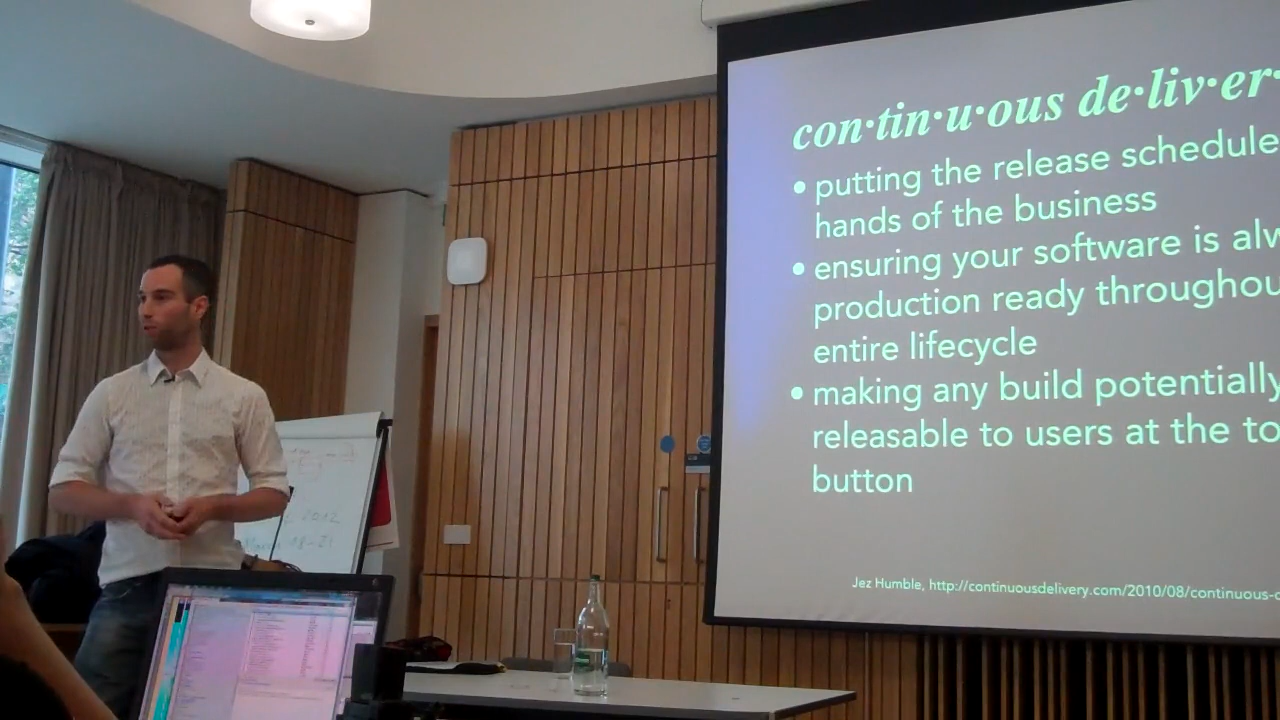 con·tin·u·ous de·liv·er·
• putting the release schedule
hands of the business
• ensuring your software is alw
production ready throughou
entire lifecycle
• making any build potentially
releasable to users at the to
button
Jez Humble, http://continuousdelivery.com/2010/08/continuous-d
2012